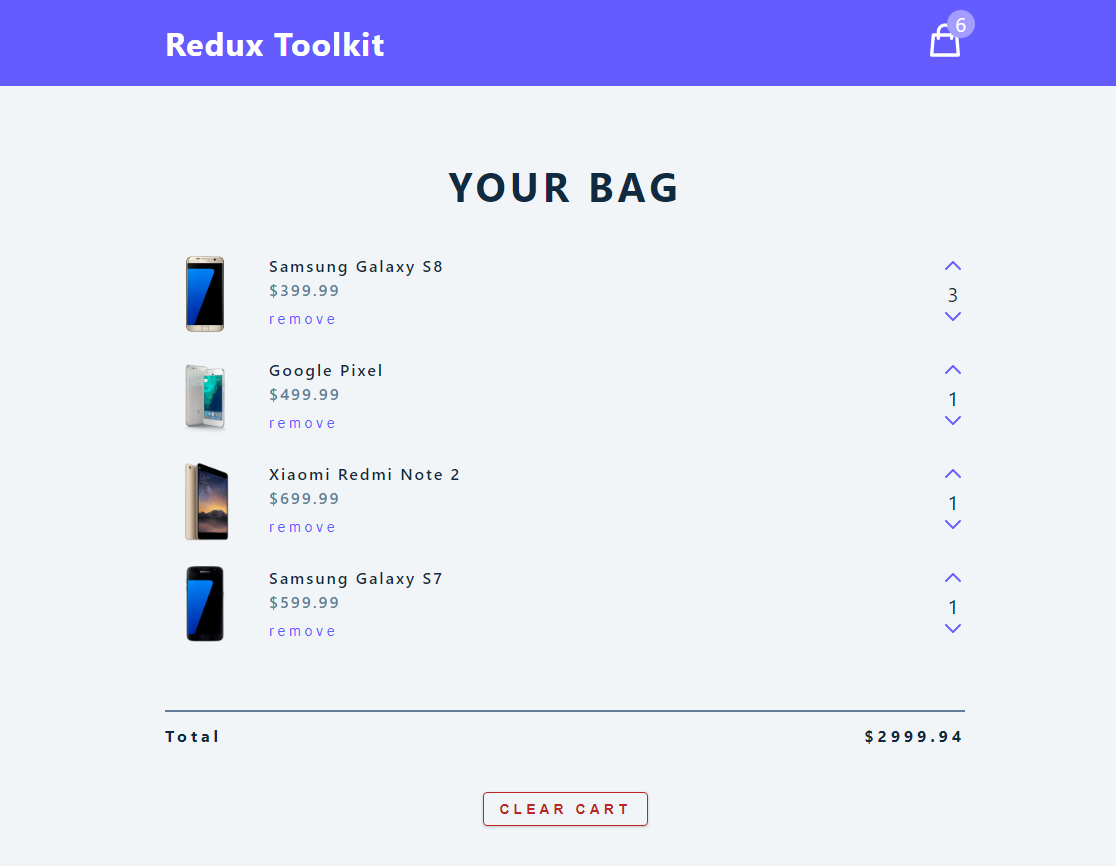 Redux Toolkit
6
YOUR BAG
Samsung Galaxy S8
$399.99
remove
3
Google Pixel
$499.99
remove
1
Xiaomi Redmi Note 2
$699.99
remove
1
Samsung Galaxy S7
$599.99
remove
1
Total $2999.94
CLEAR CART